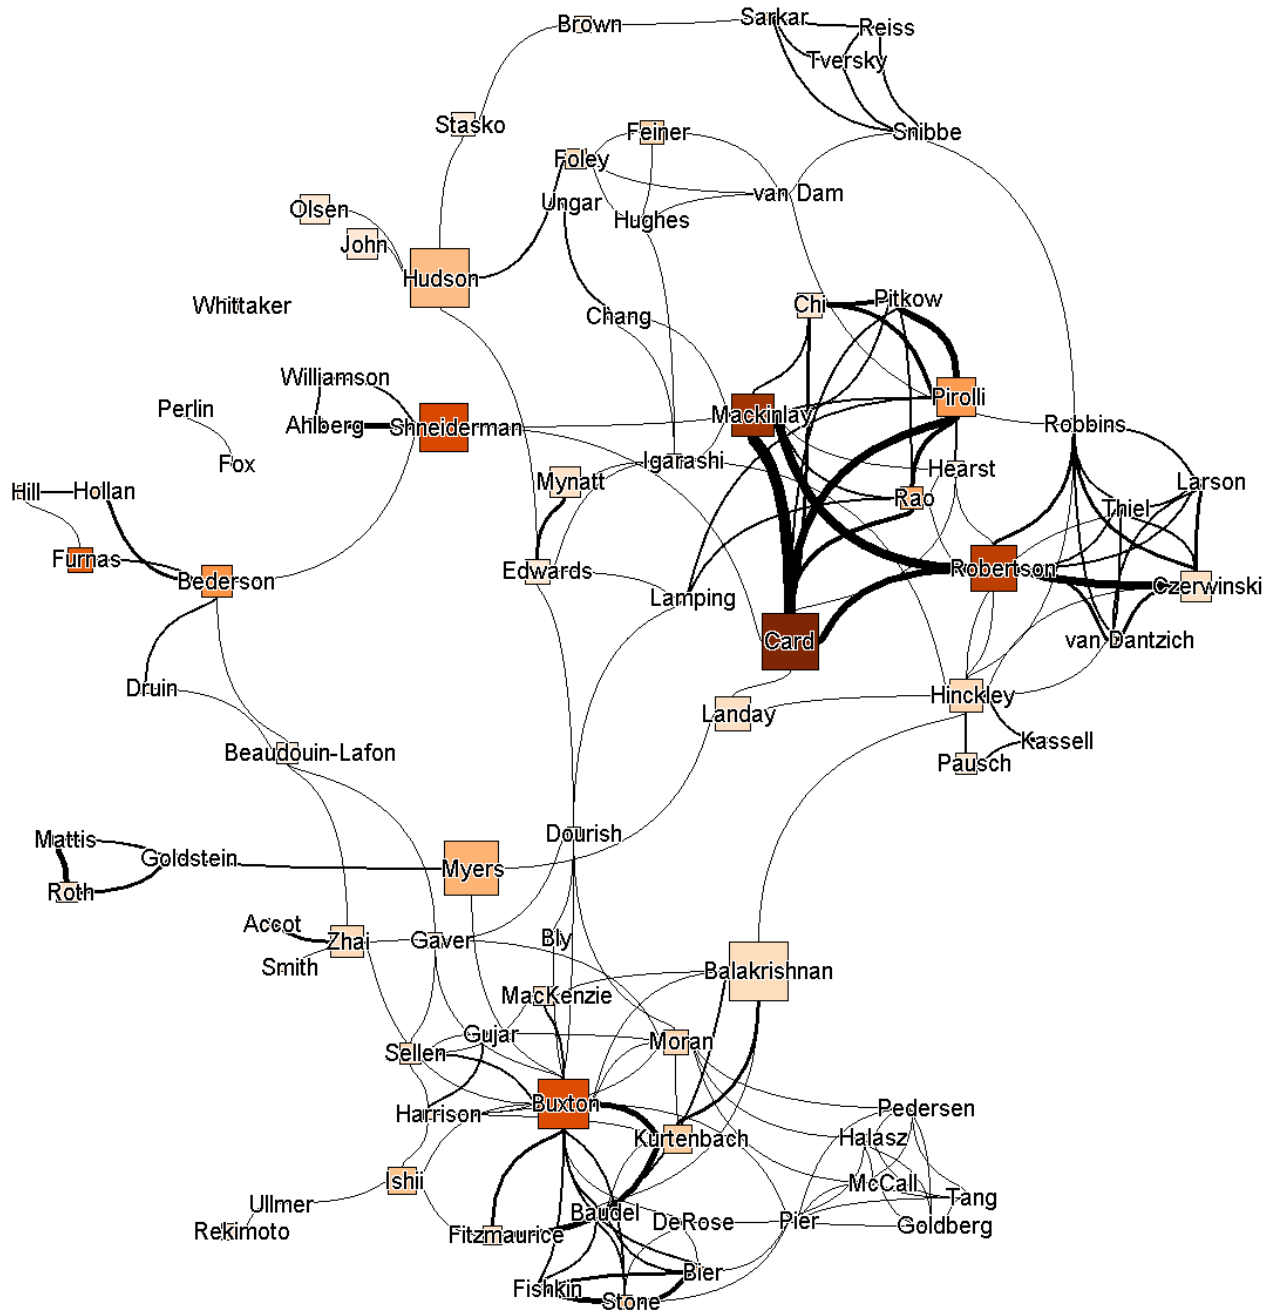 Brown
Sarkar
Reiss
Tversky
Stasko
Feiner
Snibbe
Foley
Ungar
van Dam
Olsen
Hughes
John
Hudson
Whittaker
Chi
Pitkow
Chang
Williamson
Perlin
Ahlberg
Shneiderman
Mackinlay
Pirolli
Robbins
Fox
Igarashi
Hearst
Mynatt
Larson
Hill
Hollan
Rao
Thiel
Furnas
Bederson
Edwards
Robertson
Czerwinski
Lamping
Card
van Dantzich
Druin
Hinckley
Landay
Beaudouin-Lafon
Kassell
Pausch
Mattis
Dourish
Goldstein
Myers
Roth
Accot
Zhai
Gaver
Bly
Smith
Balakrishnan
MacKenzie
Gujar
Moran
Sellen
Buxton
Harrison
Pedersen
Kurtenbach
Halasz
Ishii
McCall
Ullmer
Tang
Rekimoto
Baudel
DeRose
Pier
Goldberg
Fitzmaurice
Bier
Fishkin
Stone